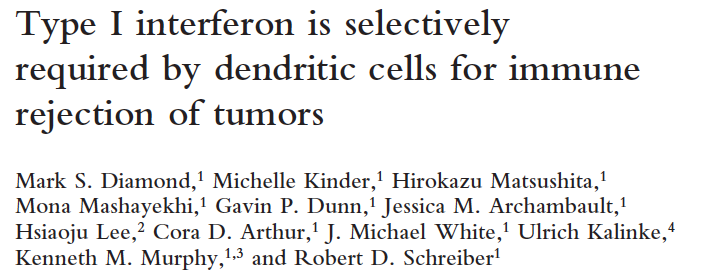 Type I interferon is selectively
required by dendritic cells for immune
rejection of tumors
Mark S. Diamond,¹ Michelle Kinder,¹ Hirokazu Matsushita,¹
Mona Mashayekhi,¹ Gavin P. Dunn,¹ Jessica M. Archambault,¹
Hsiaoju Lee,² Cora D. Arthur,¹ J. Michael White,¹ Ulrich Kalinke,⁴
Kenneth M. Murphy,¹,³ and Robert D. Schreiber¹